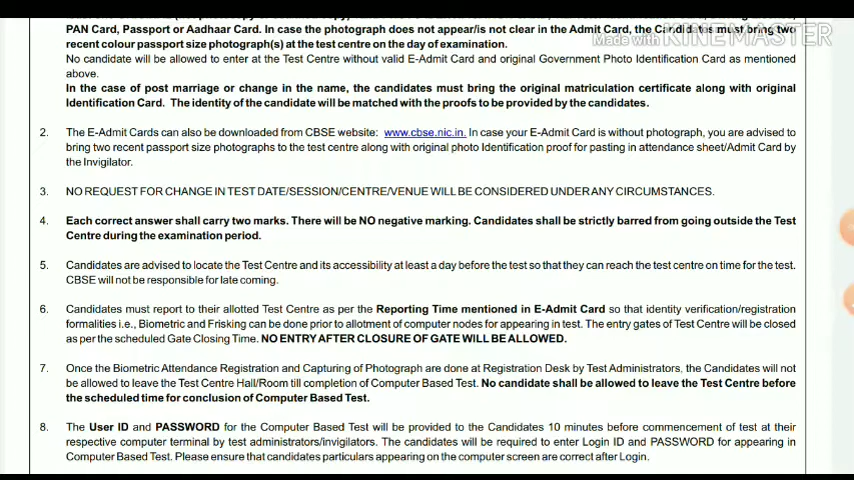 PAN Card, Passport or Aadhaar Card. In case the photograph does not appear/is not clear in the Admit Card, the Candidates must bring two
recent colour passport size photograph(s) at the test centre on the day of examination.
Made with KINEMASTER
No candidate will be allowed to enter at the Test Centre without valid E-Admit Card and original Government Photo Identification Card as mentioned
above.
In the case of post marriage or change in the name, the candidates must bring the original matriculation certificate along with original
Identification Card. The identity of the candidate will be matched with the proofs to be provided by the candidates.
2. The E-Admit Cards can also be downloaded from CBSE website: www.cbse.nic.in. In case your E-Admit Card is without photograph, you are advised to
bring two recent passport size photographs to the test centre along with original photo Identification proof for pasting in attendance sheet/Admit Card by
the Invigilator.
3. NO REQUEST FOR CHANGE IN TEST DATE/SESSION/CENTRE/VENUE WILL BE CONSIDERED UNDER ANY CIRCUMSTANCES.
4. Each correct answer shall carry two marks. There will be NO negative marking. Candidates shall be strictly barred from going outside the Test
Centre during the examination period.
5. Candidates are advised to locate the Test Centre and its accessibility at least a day before the test so that they can reach the test centre on time for the test.
CBSE will not be responsible for late coming.
6. Candidates must report to their allotted Test Centre as per the Reporting Time mentioned in E-Admit Card so that identity verification/registration
formalities i.e., Biometric and Frisking can be done prior to allotment of computer nodes for appearing in test. The entry gates of Test Centre will be closed
as per the scheduled Gate Closing Time. NO ENTRY AFTER CLOSURE OF GATE WILL BE ALLOWED.
7. Once the Biometric Attendance Registration and Capturing of Photograph are done at Registration Desk by Test Administrators, the Candidates will not
be allowed to leave the Test Centre Hall/Room till completion of Computer Based Test. No candidate shall be allowed to leave the Test Centre before
the scheduled time for conclusion of Computer Based Test.
8. The User ID and PASSWORD for the Computer Based Test will be provided to the Candidates 10 minutes before commencement of test at their
respective computer terminal by test administrators/invigilators. The candidates will be required to enter Login ID and PASSWORD for appearing in
Computer Based Test. Please ensure that candidates particulars appearing on the computer screen are correct after Login.